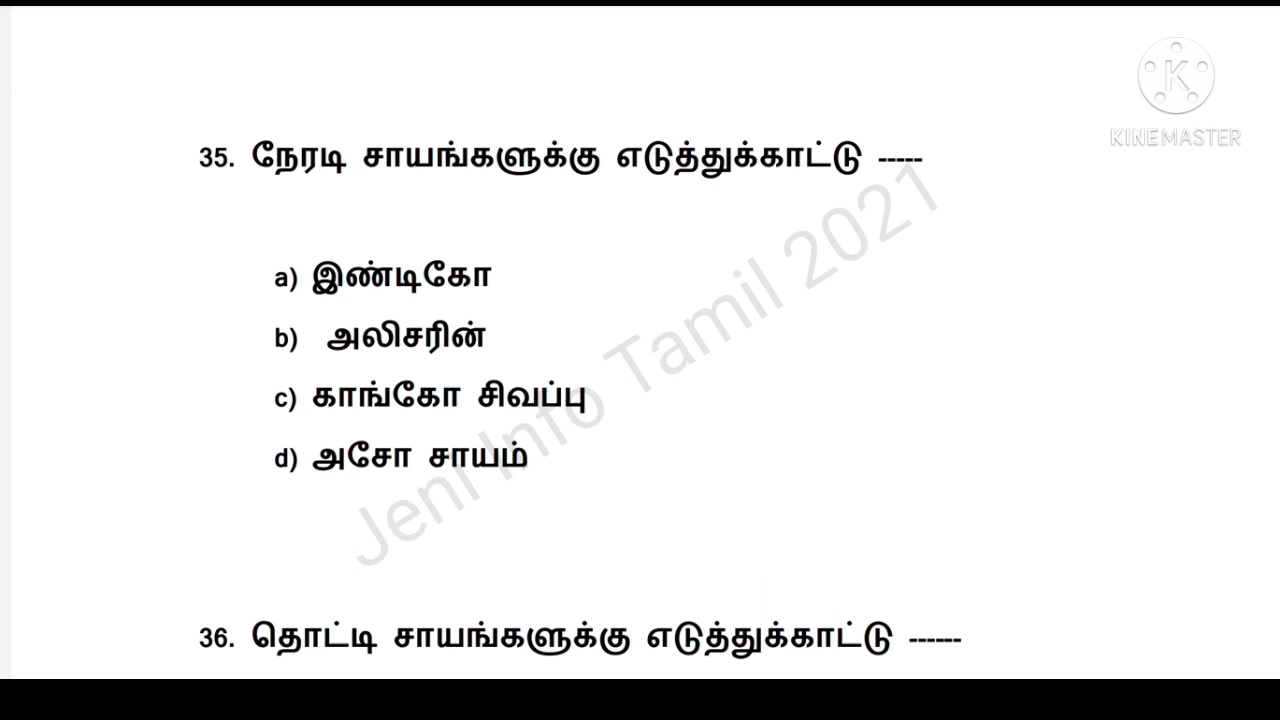 KINEMASTER
35. நேரடி சாயங்களுக்கு எடுத்துக்காட்டு -----
a) இண்டிகோ
b) அலிசரின்
c) காங்கோ சிவப்பு
d) அசோ சாயம்
Jeni Info Tamil 2021
36. தொட்டி சாயங்களுக்கு எடுத்துக்காட்டு ------